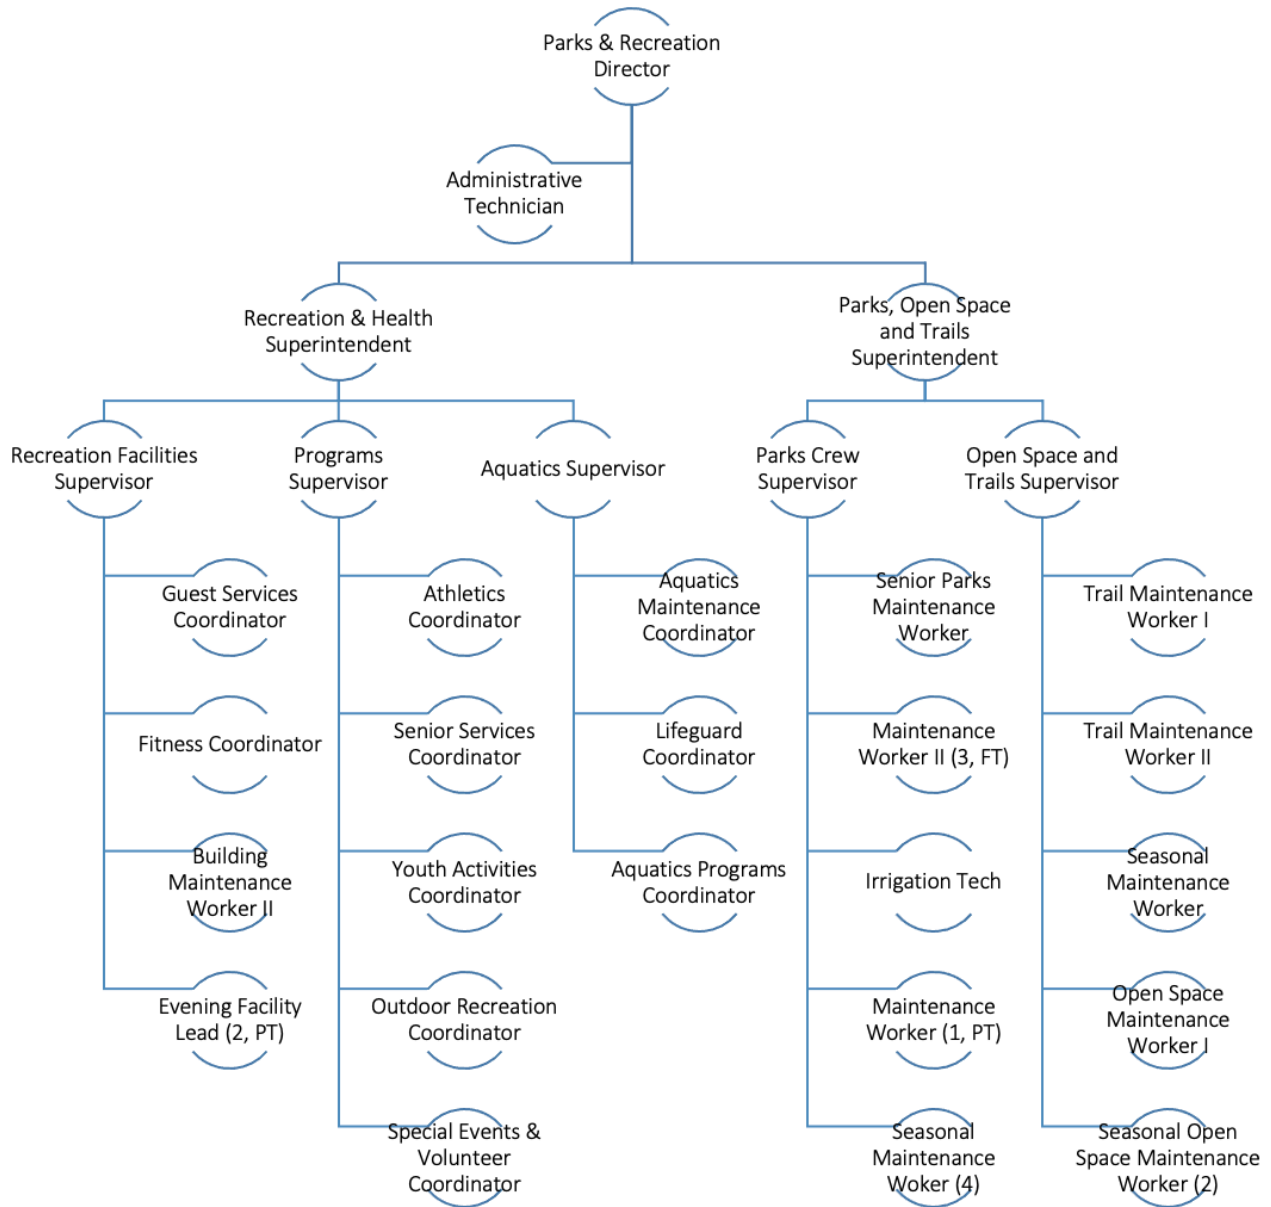 Parks & Recreation
Director
Administrative
Technician
Recreation & Health
Superintendent
Parks, Open Space
and Trails
Superintendent
Recreation Facilities
Supervisor
Programs
Supervisor
Aquatics Supervisor
Parks Crew
Supervisor
Open Space and
Trails Supervisor
Guest Services
Coordinator
Athletics
Coordinator
Aquatics
Maintenance
Coordinator
Senior Parks
Maintenance
Worker
Trail Maintenance
Worker I
Fitness Coordinator
Senior Services
Coordinator
Lifeguard
Coordinator
Maintenance
Worker II (3, FT)
Trail Maintenance
Worker II
Building
Maintenance
Worker II
Youth Activities
Coordinator
Aquatics Programs
Coordinator
Irrigation Tech
Seasonal
Maintenance
Worker
Evening Facility
Lead (2, PT)
Outdoor Recreation
Coordinator
Maintenance
Worker (1, PT)
Open Space
Maintenance
Worker I
Special Events &
Volunteer
Coordinator
Seasonal
Maintenance
Woker (4)
Seasonal Open
Space Maintenance
Worker (2)